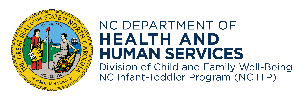 NC DEPARTMENT OF
HEALTH AND
HUMAN SERVICES
Division of Child and Family Well-Being
NC Infant-Toddler Program (NC ITP)